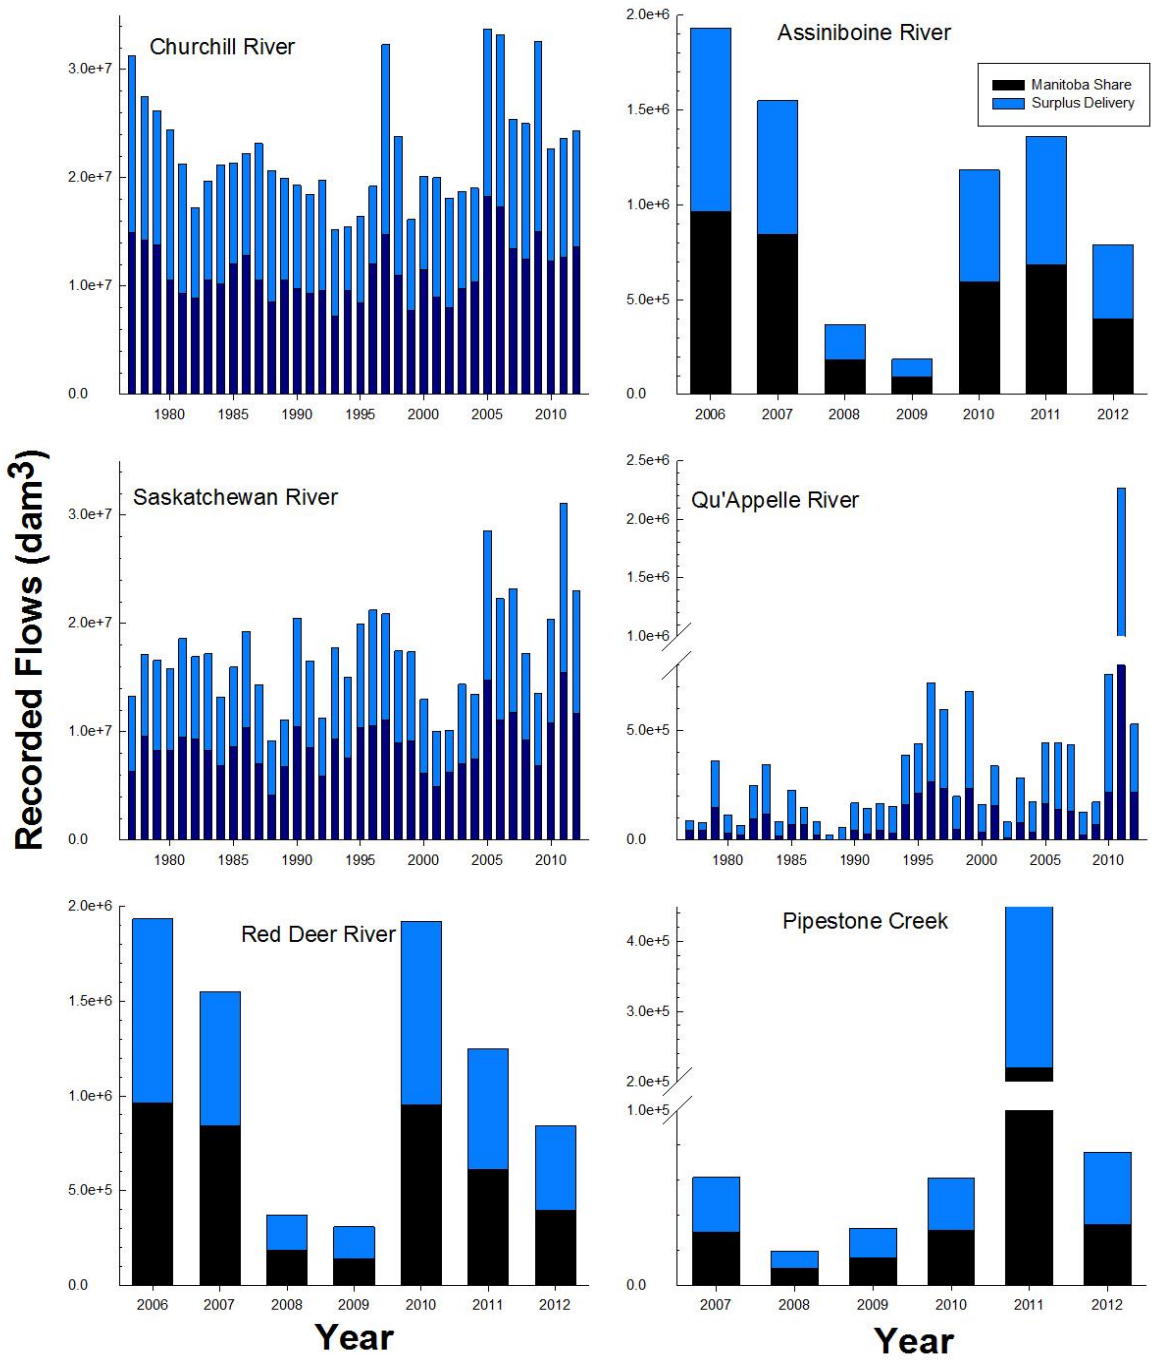 Recorded Flows (dam3)
Churchill River
3.0e+7
2.0e+7
1.0e+7
0.0
1980 1985 1990 1995 2000 2005 2010
Assiniboine River
Manitoba Share
Surplus Delivery
2.0e+6
1.5e+6
1.0e+6
5.0e+5
0.0
2006 2007 2008 2009 2010 2011 2012
Saskatchewan River
3.0e+7
2.0e+7
1.0e+7
0.0
1980 1985 1990 1995 2000 2005 2010
Qu'Appelle River
2.5e+6
2.0e+6
1.5e+6
1.0e+6
5.0e+5
0.0
1980 1985 1990 1995 2000 2005 2010
Red Deer River
2.0e+6
1.5e+6
1.0e+6
5.0e+5
0.0
2006 2007 2008 2009 2010 2011 2012
Year
Pipestone Creek
4.0e+5
3.0e+5
2.0e+5
1.0e+5
0.0
2007 2008 2009 2010 2011 2012
Year